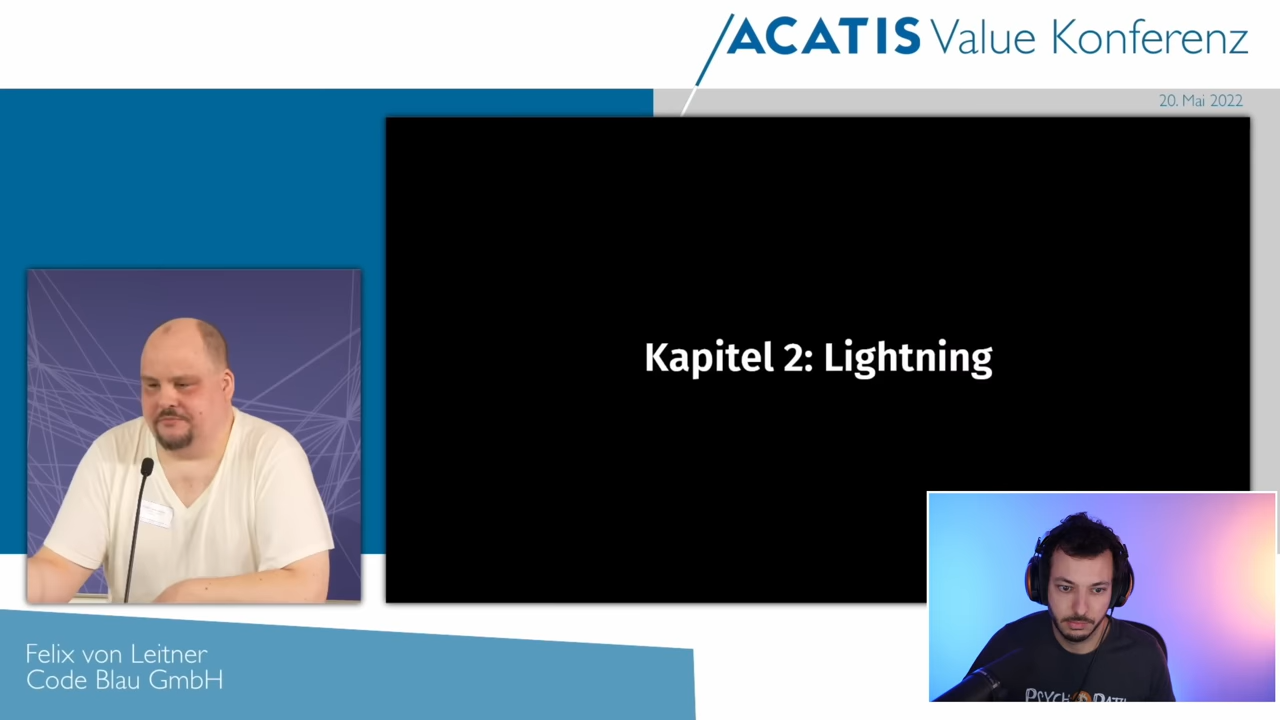 ACATIS Value Konferenz
20. Mai 2022
Kapitel 2: Lightning
Felix von Leitner
Code Blau GmbH